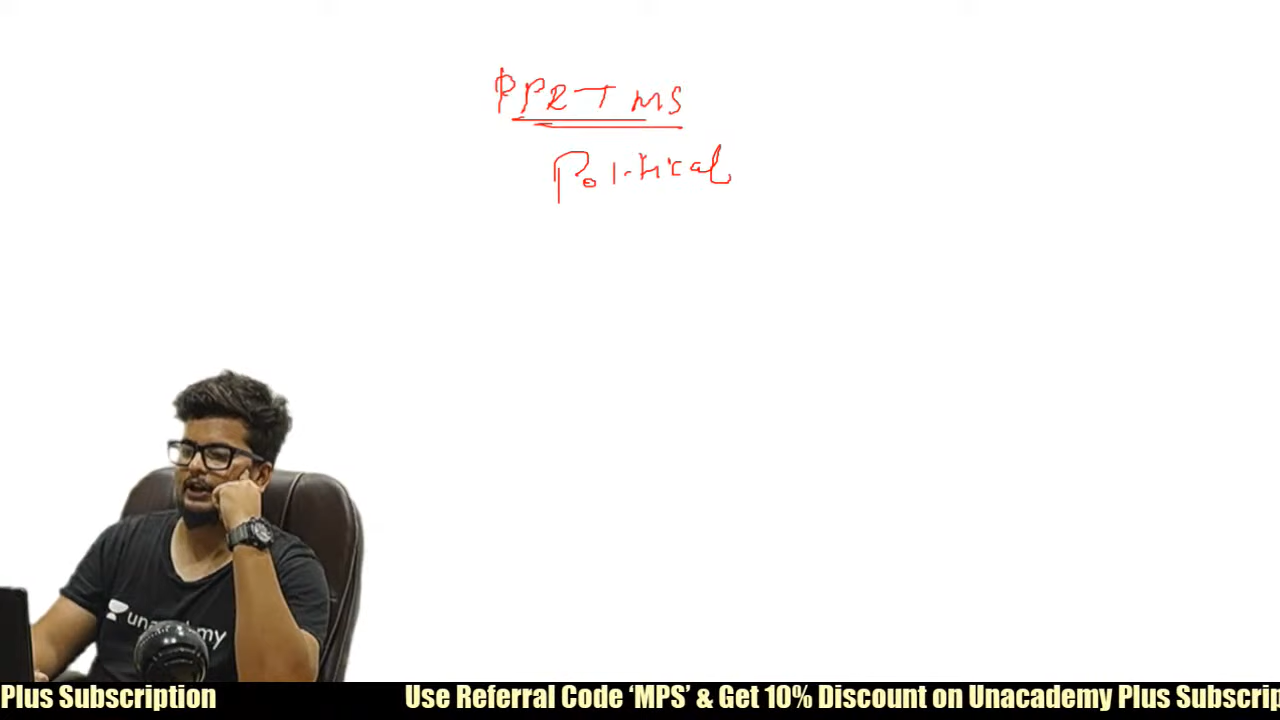 PPRTMS
Political
unacademy
Plus Subscription Use Referral Code ‘MPS’ & Get 10% Discount on Unacademy Plus Subscrip